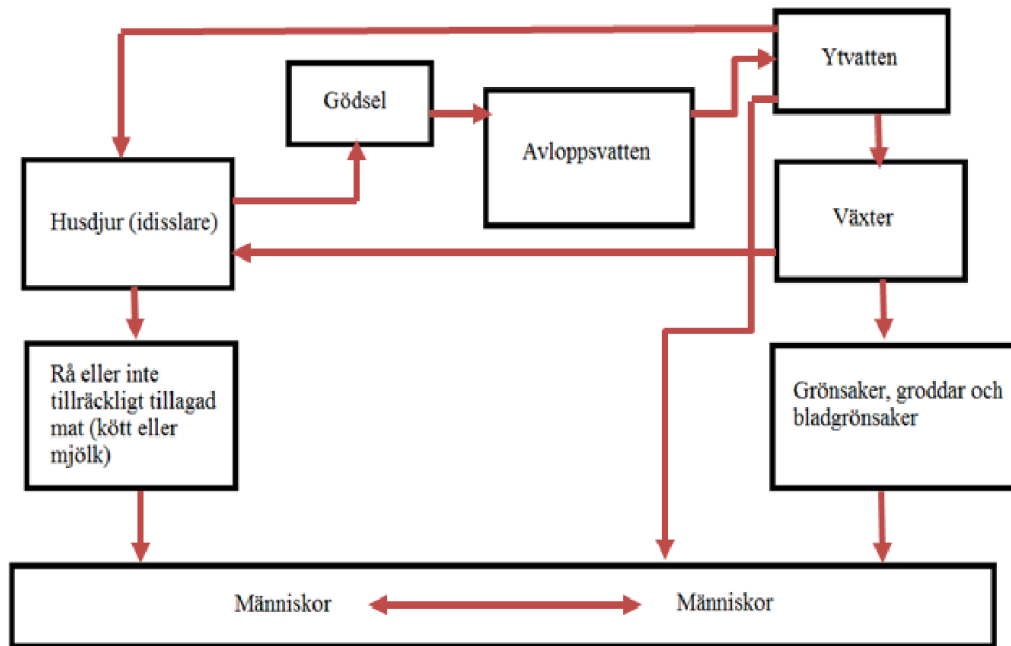 Ytvatten
Gödsel
Avloppsvatten
Husdjur (idisslare)
Växter
Rå eller inte
tillräckligt tillagad
mat (kött eller
mjölk)
Grönsaker, groddar och
bladgrönsaker
Människor
Människor